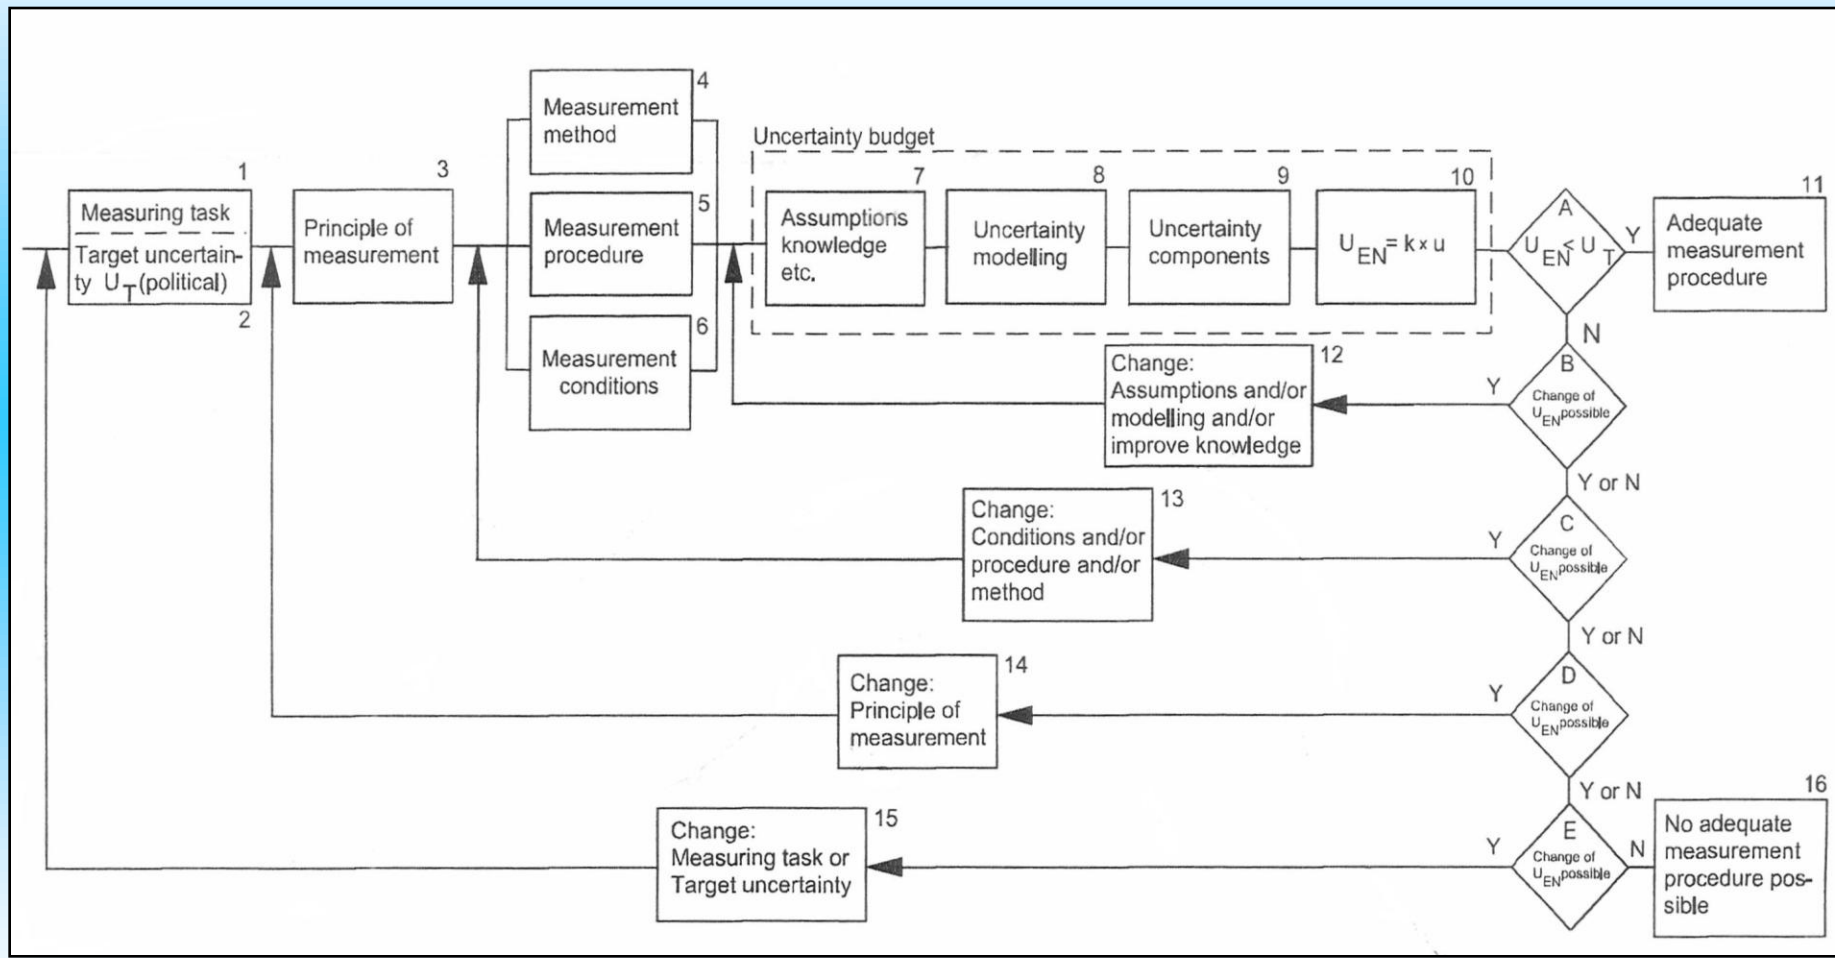 1
Measuring task
Target uncertain-
ty U_T (political)
2
3
Principle of
measurement
4
Measurement
method
5
Measurement
procedure
6
Measurement
conditions
Uncertainty budget
7
Assumptions
knowledge
etc.
8
Uncertainty
modelling
9
Uncertainty
components
10
U_EN = k × u
A
U_EN < U_T
Y
N
11
Adequate
measurement
procedure
B
Change of
U_EN possible
Y
Y or N
12
Change:
Assumptions and/or
modelling and/or
improve knowledge
C
Change of
U_EN possible
Y
Y or N
13
Change:
Conditions and/or
procedure and/or
method
D
Change of
U_EN possible
Y
Y or N
14
Change:
Principle of
measurement
E
Change of
U_EN possible
Y
N
15
Change:
Measuring task or
Target uncertainty
16
No adequate
measurement
procedure pos-
sible